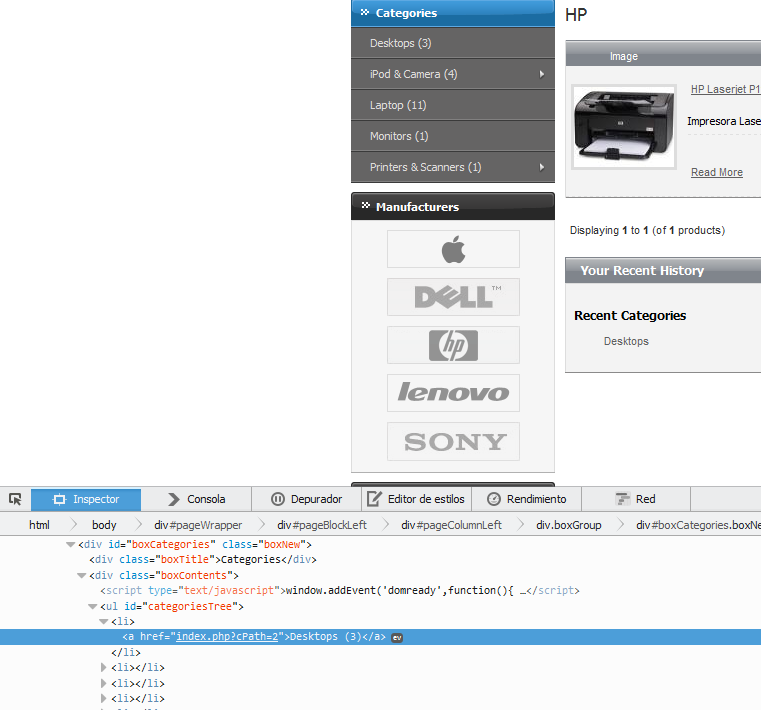 Categories
Desktops (3)
iPod & Camera (4)
Laptop (11)
Monitors (1)
Printers & Scanners (1)
Manufacturers
DELL™
hp
lenovo
SONY
HP
Image
HP Laserjet P1
Impresora Lase
Read More
Displaying 1 to 1 (of 1 products)
Your Recent History
Recent Categories
Desktops
Inspector Consola Depurador Editor de estilos Rendimiento Red
html body div#pageWrapper div#pageBlockLeft div#pageColumnLeft div.boxGroup div#boxCategories.boxNe
<div id="boxCategories" class="boxNew">
<div class="boxTitle">Categories</div>
<div class="boxContents">
<script type="text/javascript">window.addEvent('domready',function(){ …</script>
<ul id="categoriesTree">
<li>
<a href="index.php?cPath=2">Desktops (3)</a> ev
</li>
<li></li>
<li></li>
<li></li>